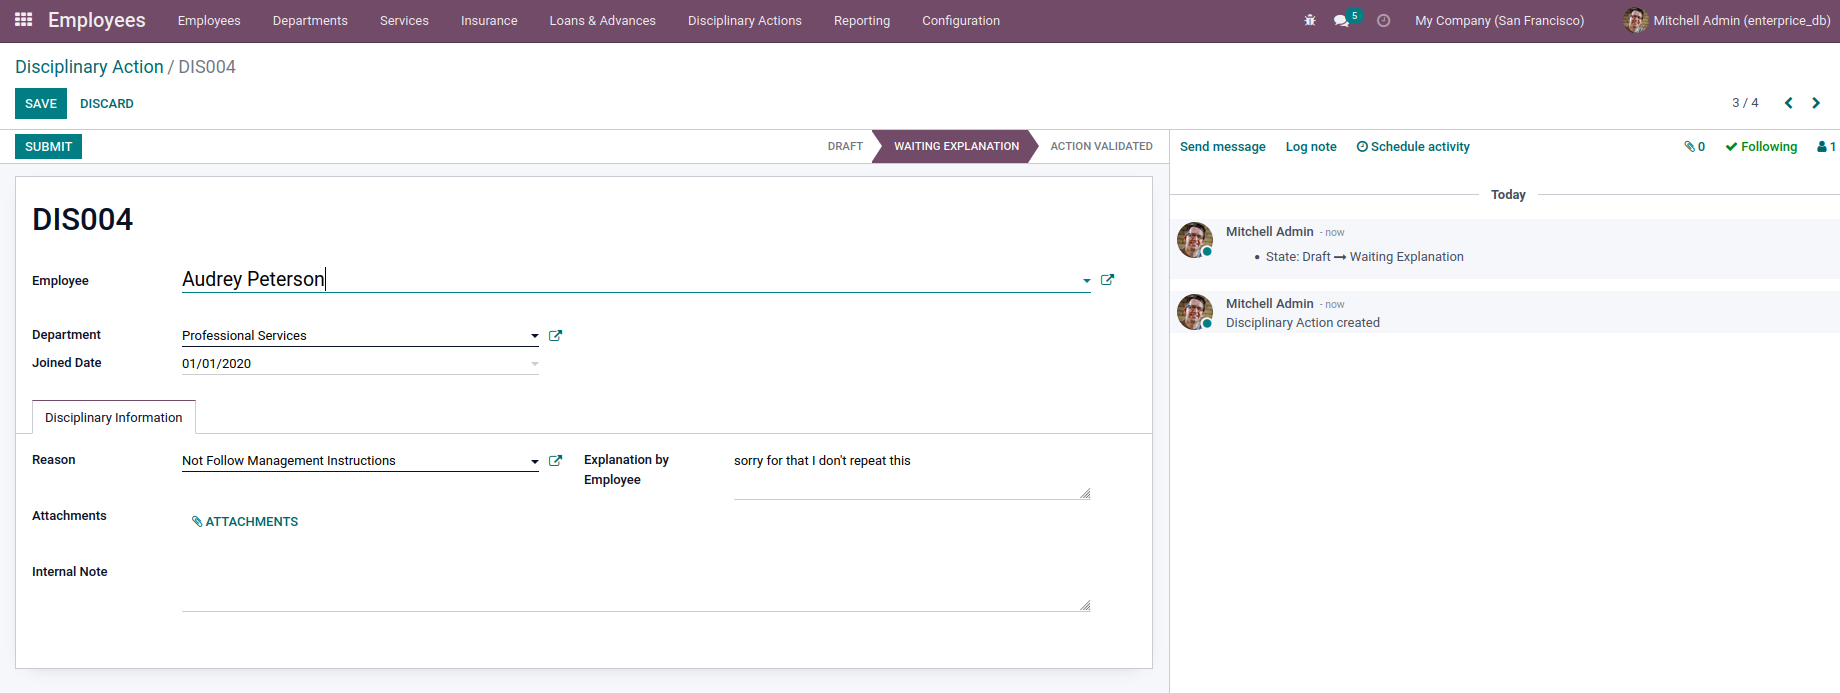 Employees Employees Departments Services Insurance Loans & Advances Disciplinary Actions Reporting Configuration 5 My Company (San Francisco) Mitchell Admin (enterprice_db)
Disciplinary Action / DIS004
SAVE DISCARD 3 / 4
SUBMIT DRAFT WAITING EXPLANATION ACTION VALIDATED
Send message Log note Schedule activity 0 Following 1
DIS004
Employee Audrey Peterson
Department Professional Services
Joined Date 01/01/2020
Disciplinary Information
Reason Not Follow Management Instructions
Explanation by
Employee
sorry for that I don't repeat this
Attachments ATTACHMENTS
Internal Note
Today
Mitchell Admin - now
• State: Draft → Waiting Explanation
Mitchell Admin - now
Disciplinary Action created